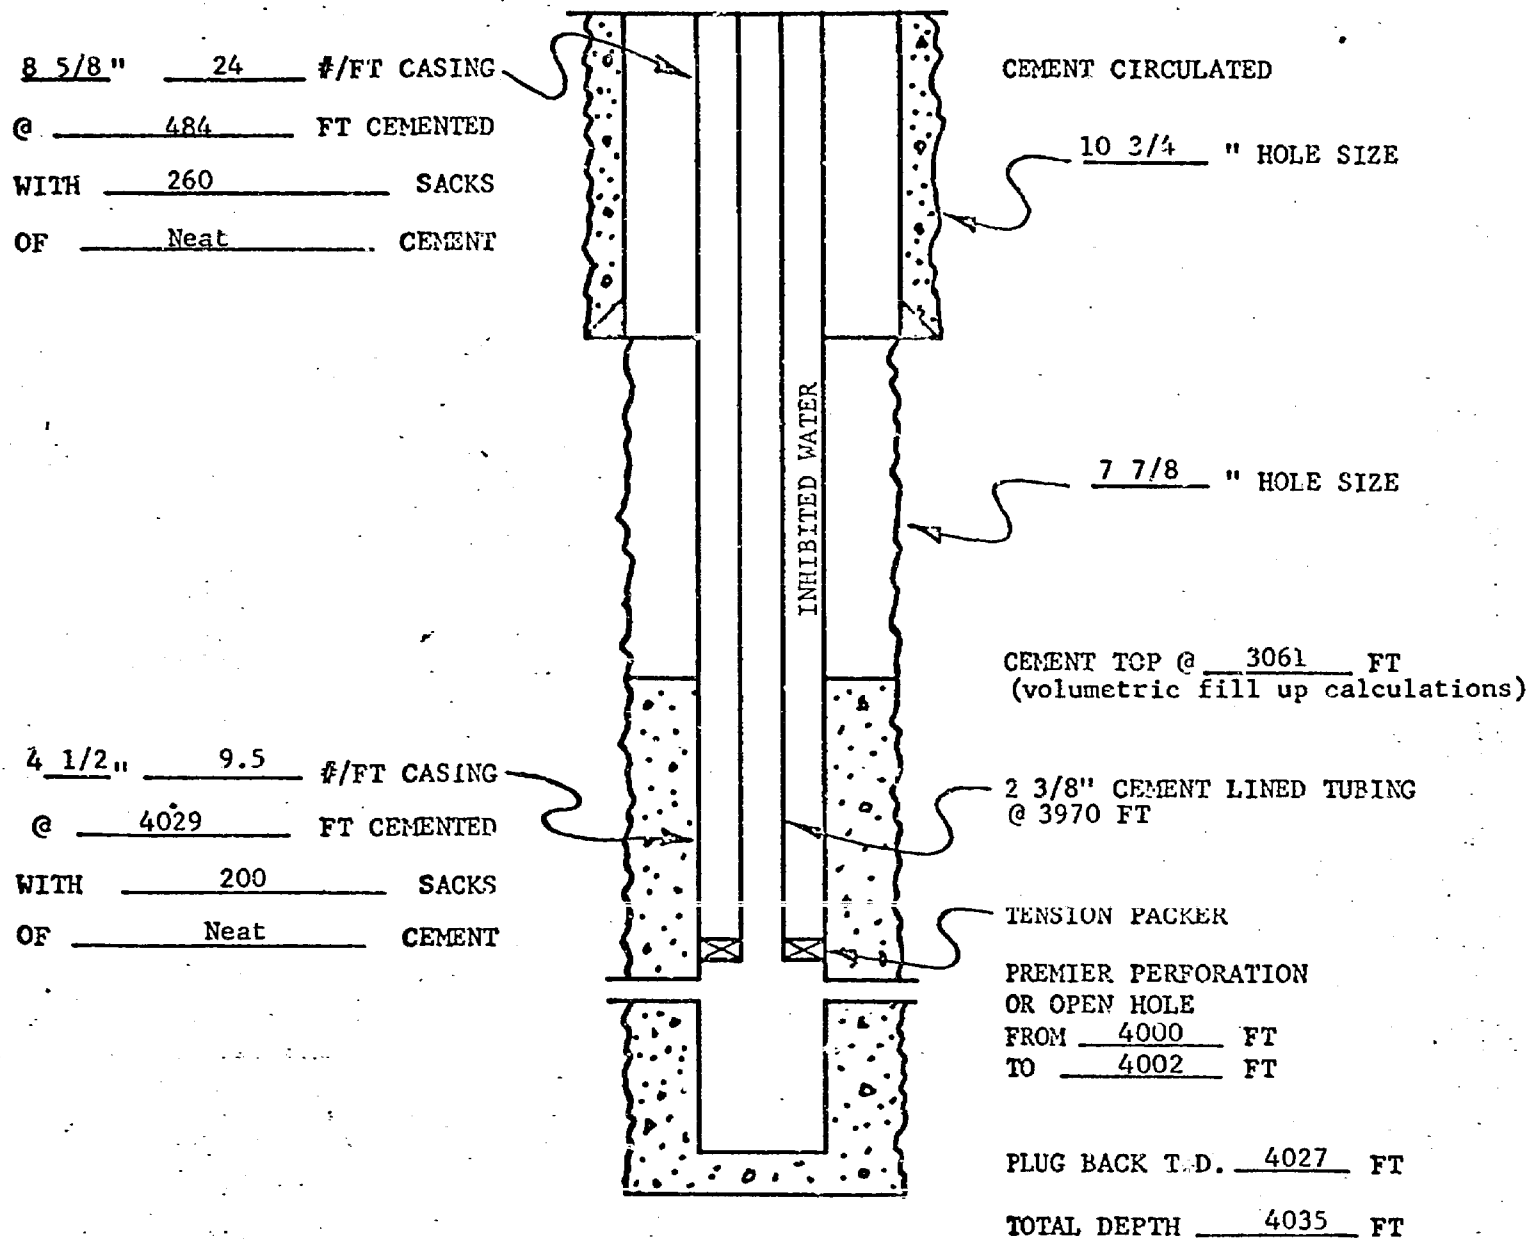 8 5/8" 24 #/FT CASING
@ 484 FT CEMENTED
WITH 260 SACKS
OF Neat CEMENT
CEMENT CIRCULATED
10 3/4 " HOLE SIZE
INHIBITED WATER
7 7/8 " HOLE SIZE
CEMENT TOP @ 3061 FT
(volumetric fill up calculations)
4 1/2" 9.5 #/FT CASING
@ 4029 FT CEMENTED
WITH 200 SACKS
OF Neat CEMENT
2 3/8" CEMENT LINED TUBING
@ 3970 FT
TENSION PACKER
PREMIER PERFORATION
OR OPEN HOLE
FROM 4000 FT
TO 4002 FT
PLUG BACK T.D. 4027 FT
TOTAL DEPTH 4035 FT